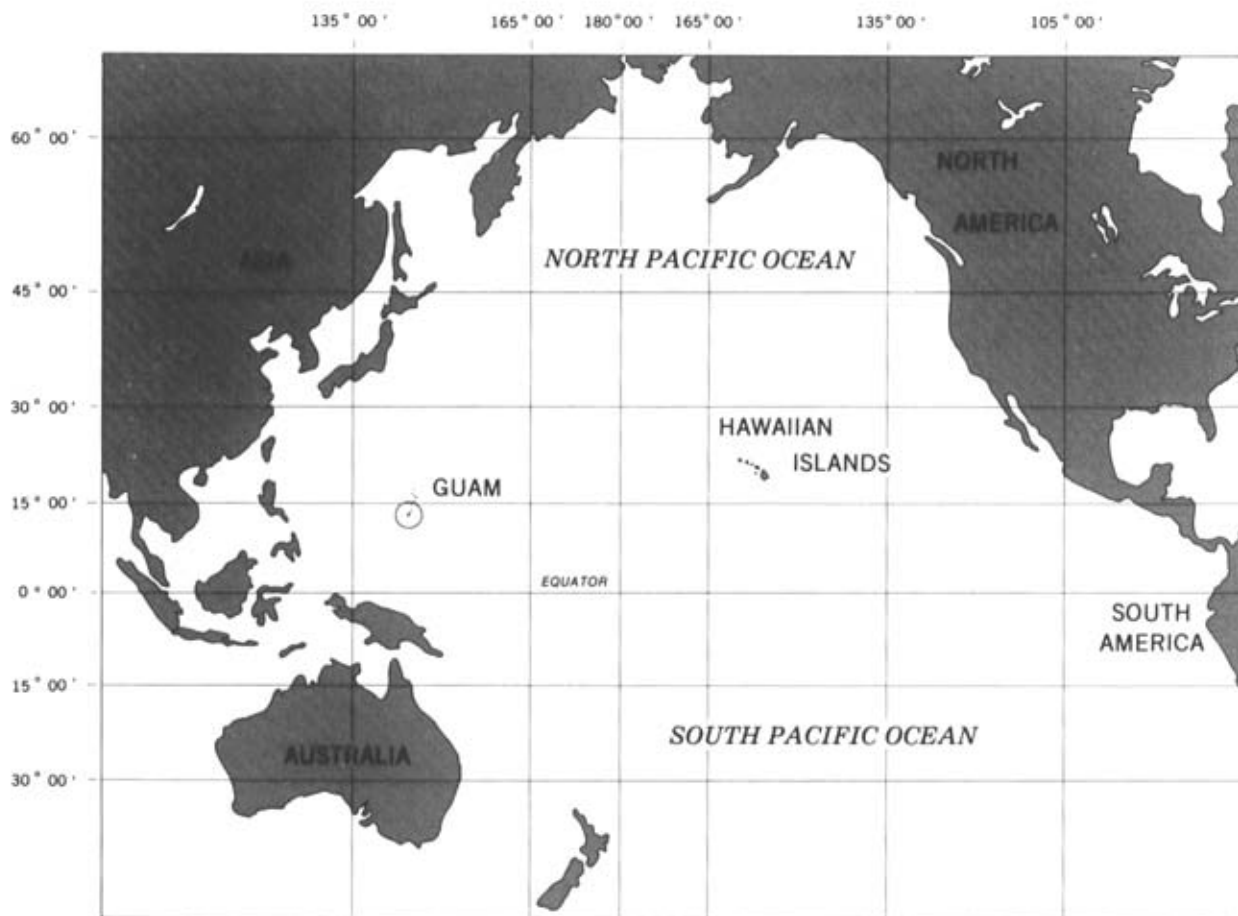 135° 00' 165° 00' 180° 00' 165° 00' 135° 00' 105° 00'
60° 00'
NORTH
AMERICA
ASIA
NORTH PACIFIC OCEAN
45° 00'
30° 00'
HAWAIIAN
ISLANDS
GUAM
15° 00'
EQUATOR
0° 00'
SOUTH
AMERICA
15° 00'
SOUTH PACIFIC OCEAN
AUSTRALIA
30° 00'